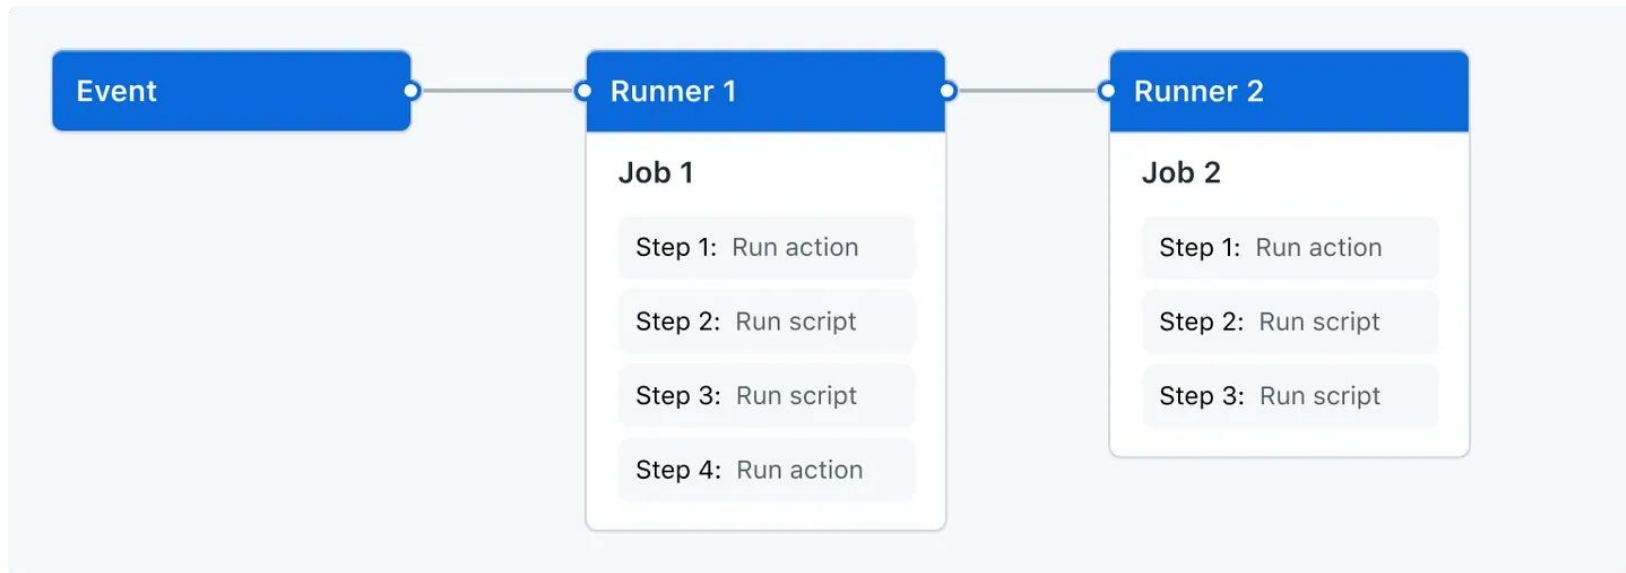 Event
Runner 1
Job 1
Step 1: Run action
Step 2: Run script
Step 3: Run script
Step 4: Run action
Runner 2
Job 2
Step 1: Run action
Step 2: Run script
Step 3: Run script